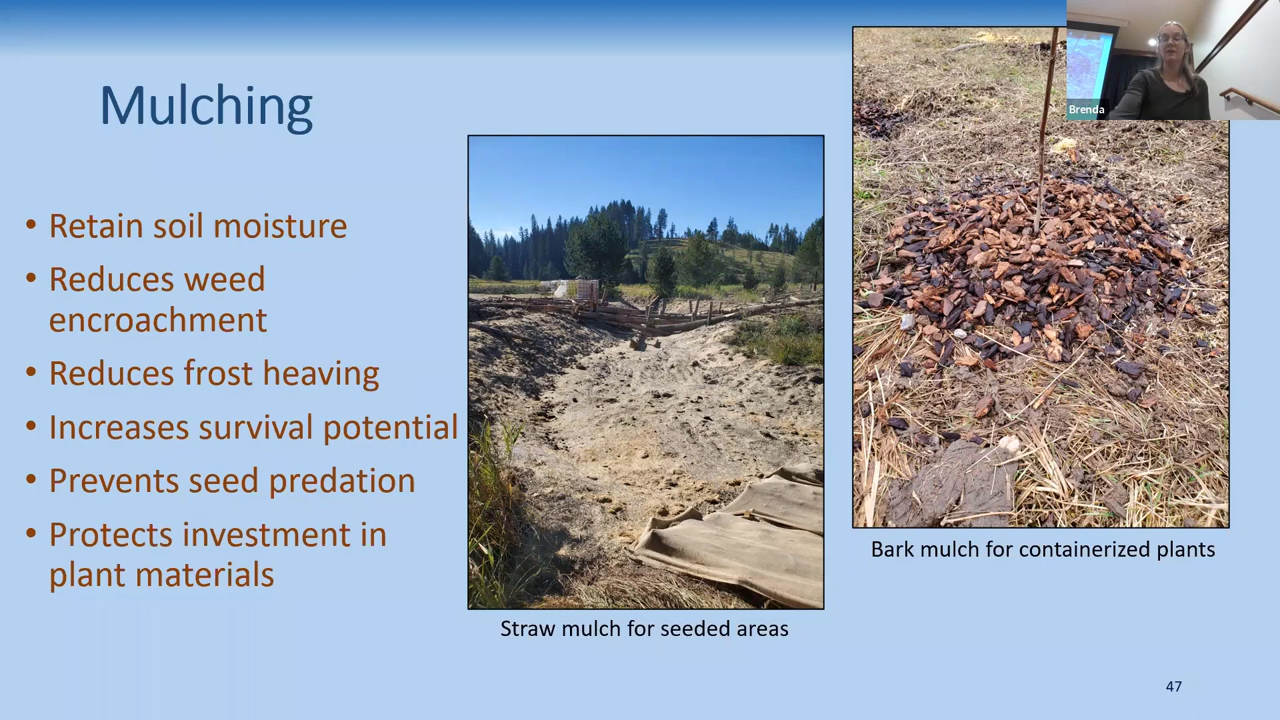 Mulching
• Retain soil moisture
• Reduces weed
encroachment
• Reduces frost heaving
• Increases survival potential
• Prevents seed predation
• Protects investment in
plant materials
Straw mulch for seeded areas
Brenda
Bark mulch for containerized plants
47